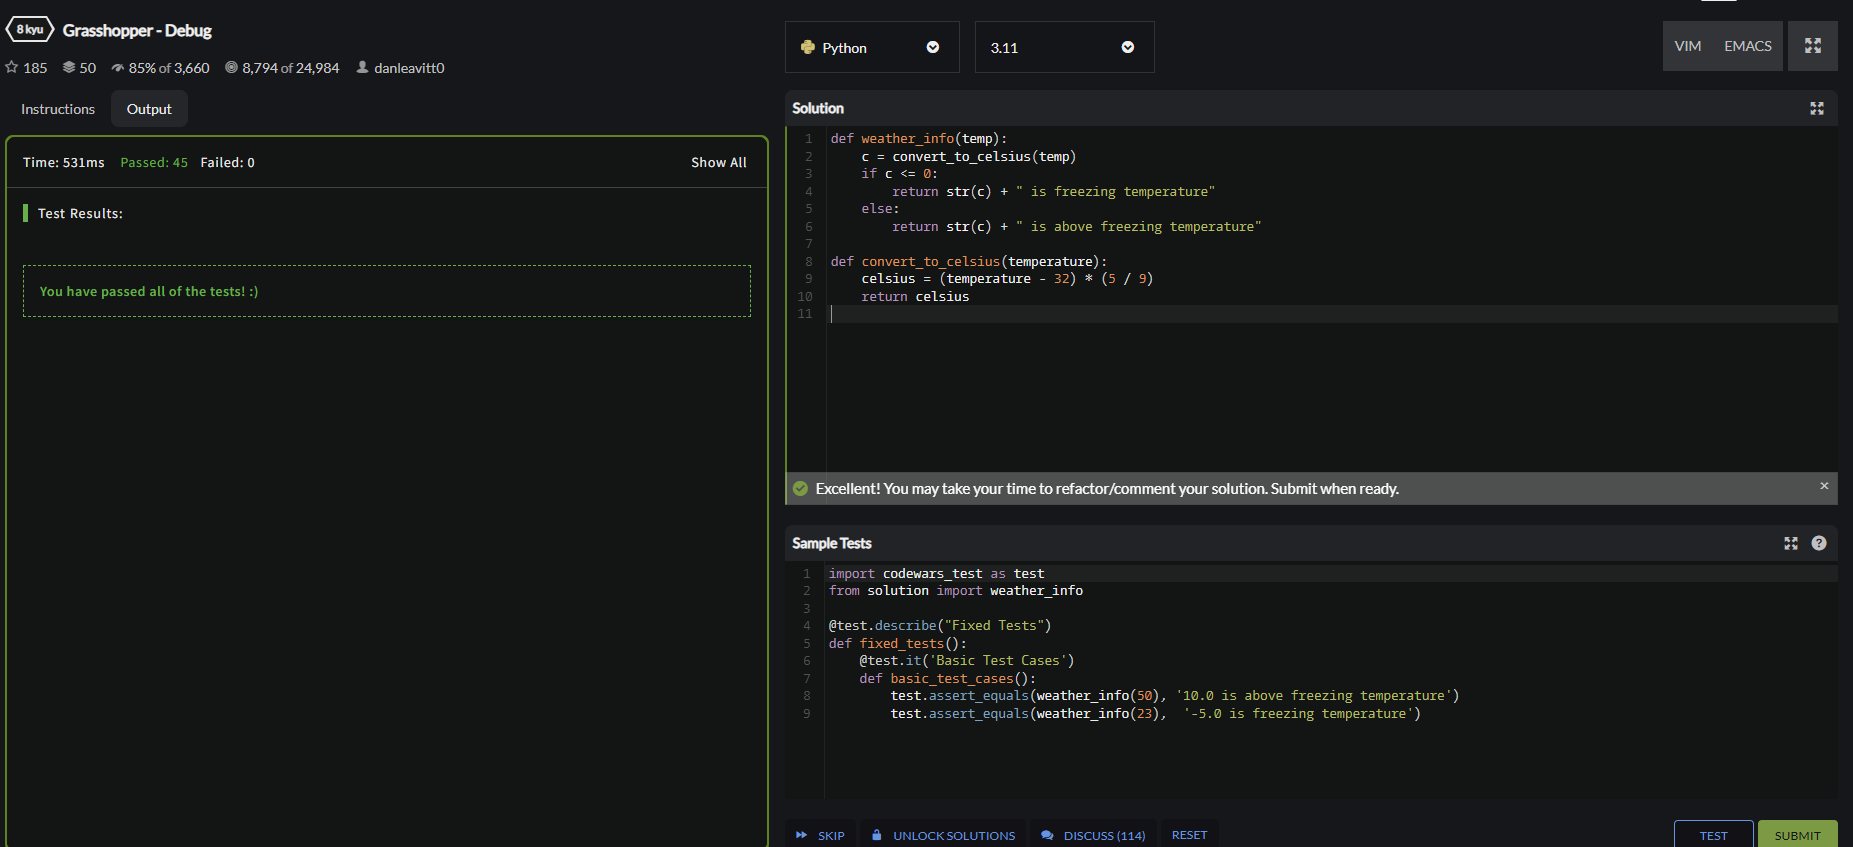 8 kyu Grasshopper - Debug
185 50 85% of 3,660 8,794 of 24,984 danleavitt0
Instructions Output
Time: 531ms Passed: 45 Failed: 0 Show All
Test Results:
You have passed all of the tests! :)
Python 3.11 VIM EMACS
Solution
1 def weather_info(temp):
2     c = convert_to_celsius(temp)
3     if c <= 0:
4         return str(c) + " is freezing temperature"
5     else:
6         return str(c) + " is above freezing temperature"
7
8 def convert_to_celsius(temperature):
9     celsius = (temperature - 32) * (5 / 9)
10     return celsius
11
Excellent! You may take your time to refactor/comment your solution. Submit when ready. ×
Sample Tests ?
1 import codewars_test as test
2 from solution import weather_info
3
4 @test.describe("Fixed Tests")
5 def fixed_tests():
6     @test.it('Basic Test Cases')
7     def basic_test_cases():
8         test.assert_equals(weather_info(50), '10.0 is above freezing temperature')
9         test.assert_equals(weather_info(23),  '-5.0 is freezing temperature')
SKIP UNLOCK SOLUTIONS DISCUSS (114) RESET TEST SUBMIT